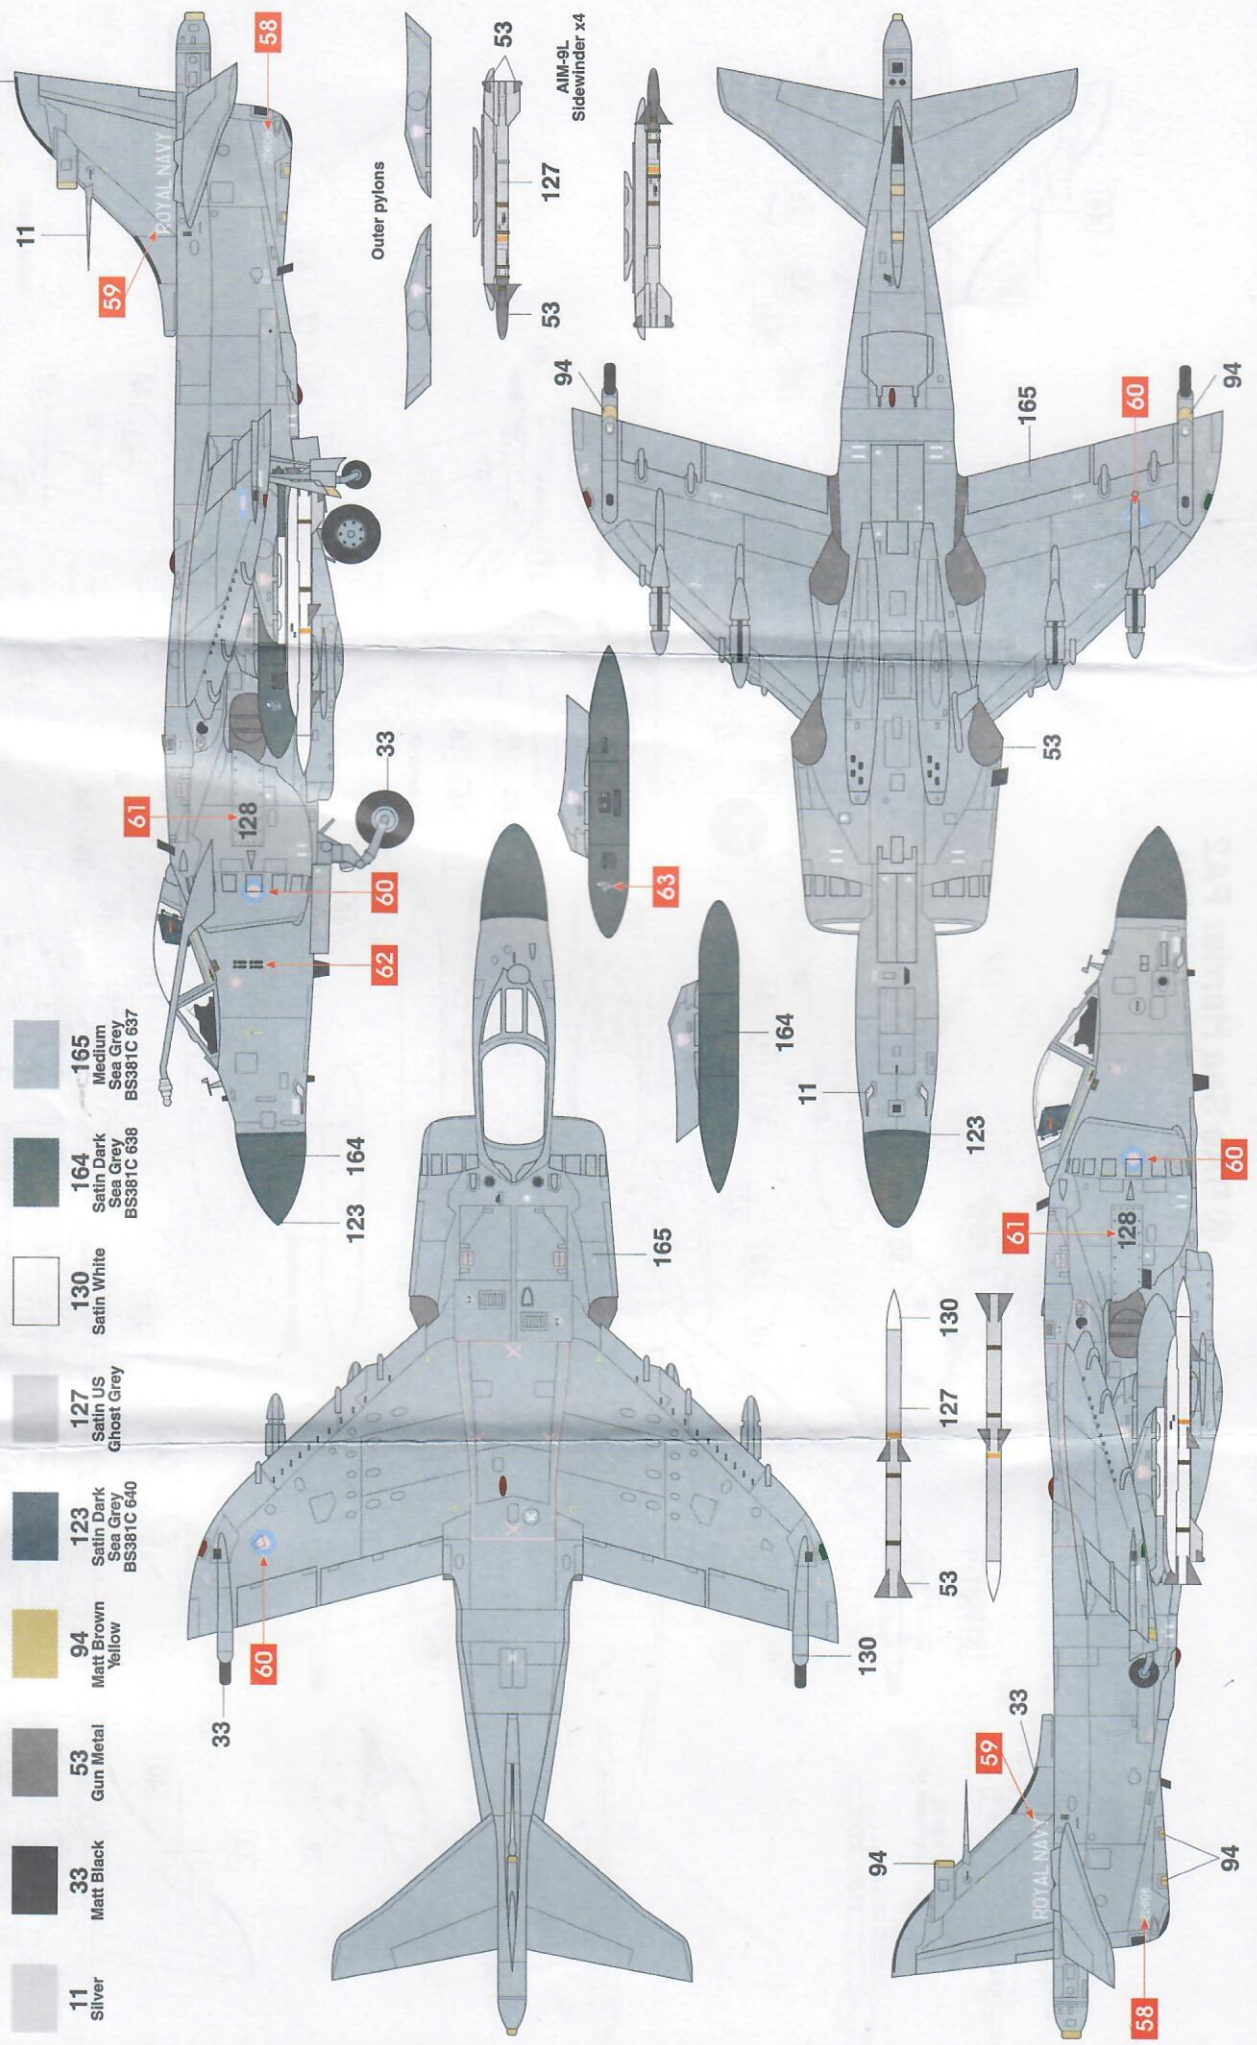 11
Silver
33
Matt Black
53
Gun Metal
94
Matt Brown
Yellow
123
Satin Dark
Sea Grey
BS381C 640
127
Satin US
Ghost Grey
130
Satin White
164
Satin Dark
Sea Grey
BS381C 638
165
Medium
Sea Grey
BS381C 637
123
164
62
60
61
128
33
59
11
ROYAL NAVY
58
33
60
130
165
164
63
Outer pylons
53
127
53
AIM-9L
Sidewinder x4
53
127
130
123
11
53
165
94
60
94
58
94
ROYAL NAVY
59
33
94
61
128
60